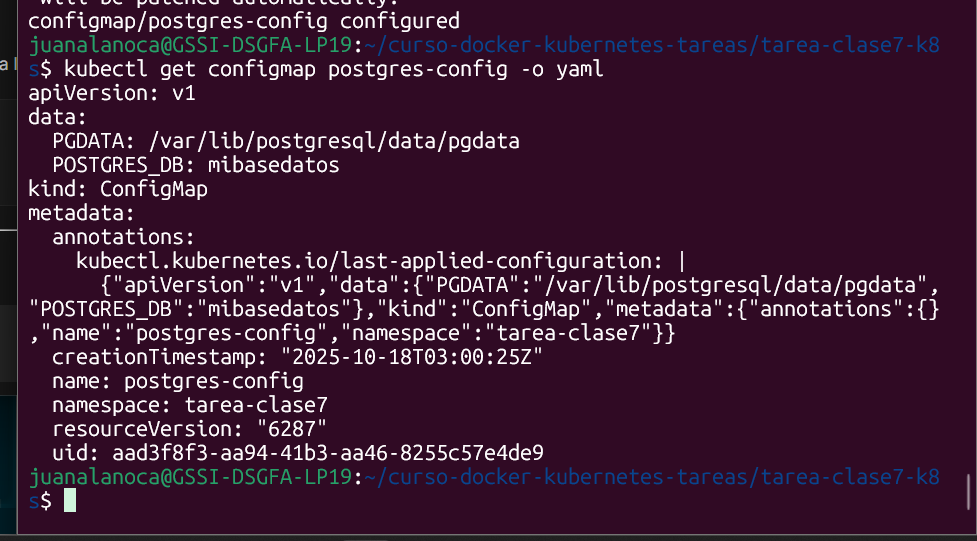 will be patched automatically.
configmap/postgres-config configured
juanalanoca@GSSI-DSGFA-LP19:~/curso-docker-kubernetes-tareas/tarea-clase7-k8
s$ kubectl get configmap postgres-config -o yaml
apiVersion: v1
data:
  PGDATA: /var/lib/postgresql/data/pgdata
  POSTGRES_DB: mibasedatos
kind: ConfigMap
metadata:
  annotations:
    kubectl.kubernetes.io/last-applied-configuration: |
      {"apiVersion":"v1","data":{"PGDATA":"/var/lib/postgresql/data/pgdata",
"POSTGRES_DB":"mibasedatos"},"kind":"ConfigMap","metadata":{"annotations":{}
,"name":"postgres-config","namespace":"tarea-clase7"}}
  creationTimestamp: "2025-10-18T03:00:25Z"
  name: postgres-config
  namespace: tarea-clase7
  resourceVersion: "6287"
  uid: aad3f8f3-aa94-41b3-aa46-8255c57e4de9
juanalanoca@GSSI-DSGFA-LP19:~/curso-docker-kubernetes-tareas/tarea-clase7-k8
s$